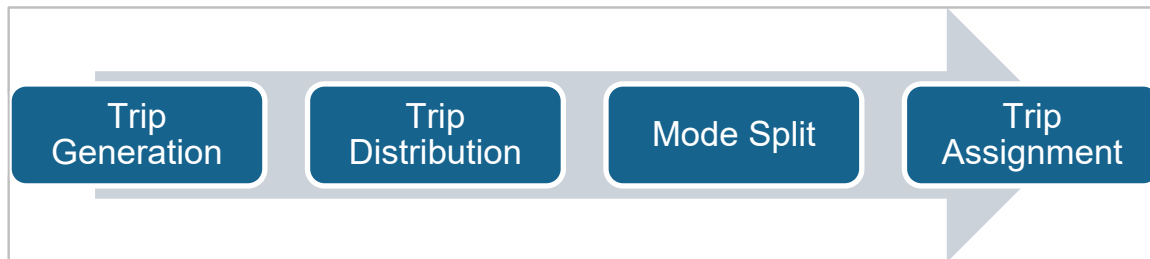 Trip
Generation
Trip
Distribution
Mode Split
Trip
Assignment